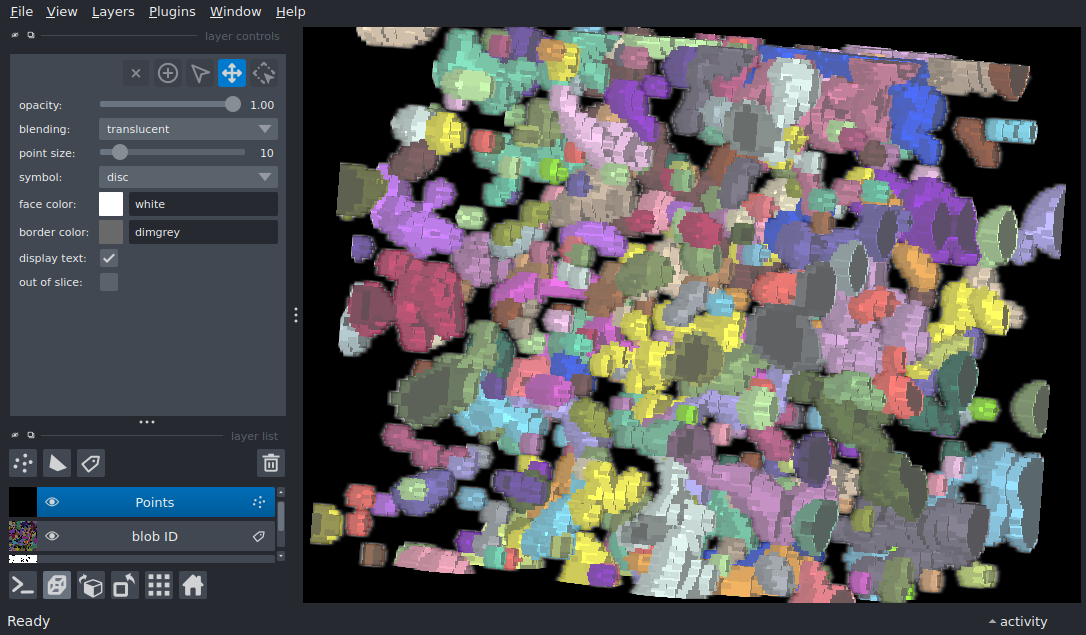 File View Layers Plugins Window Help
layer controls
opacity: 1.00
blending: translucent
point size: 10
symbol: disc
face color: white
border color: dimgrey
display text:
out of slice:
layer list
Points
blob ID
Ready
activity